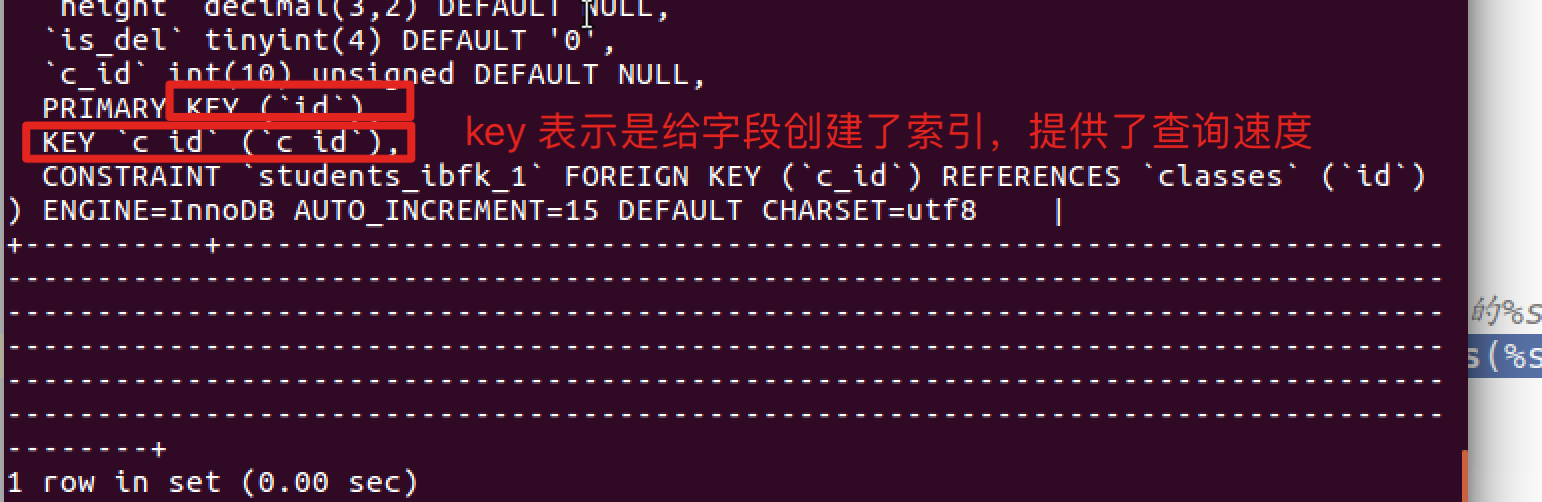 `height` decimal(3,2) DEFAULT NULL,
`is_del` tinyint(4) DEFAULT '0',
`c_id` int(10) unsigned DEFAULT NULL,
PRIMARY KEY (`id`),
KEY `c_id` (`c_id`),
key 表示是给字段创建了索引，提供了查询速度
CONSTRAINT `students_ibfk_1` FOREIGN KEY (`c_id`) REFERENCES `classes` (`id`)
) ENGINE=InnoDB AUTO_INCREMENT=15 DEFAULT CHARSET=utf8 |
1 row in set (0.00 sec)
的%s
s(%s